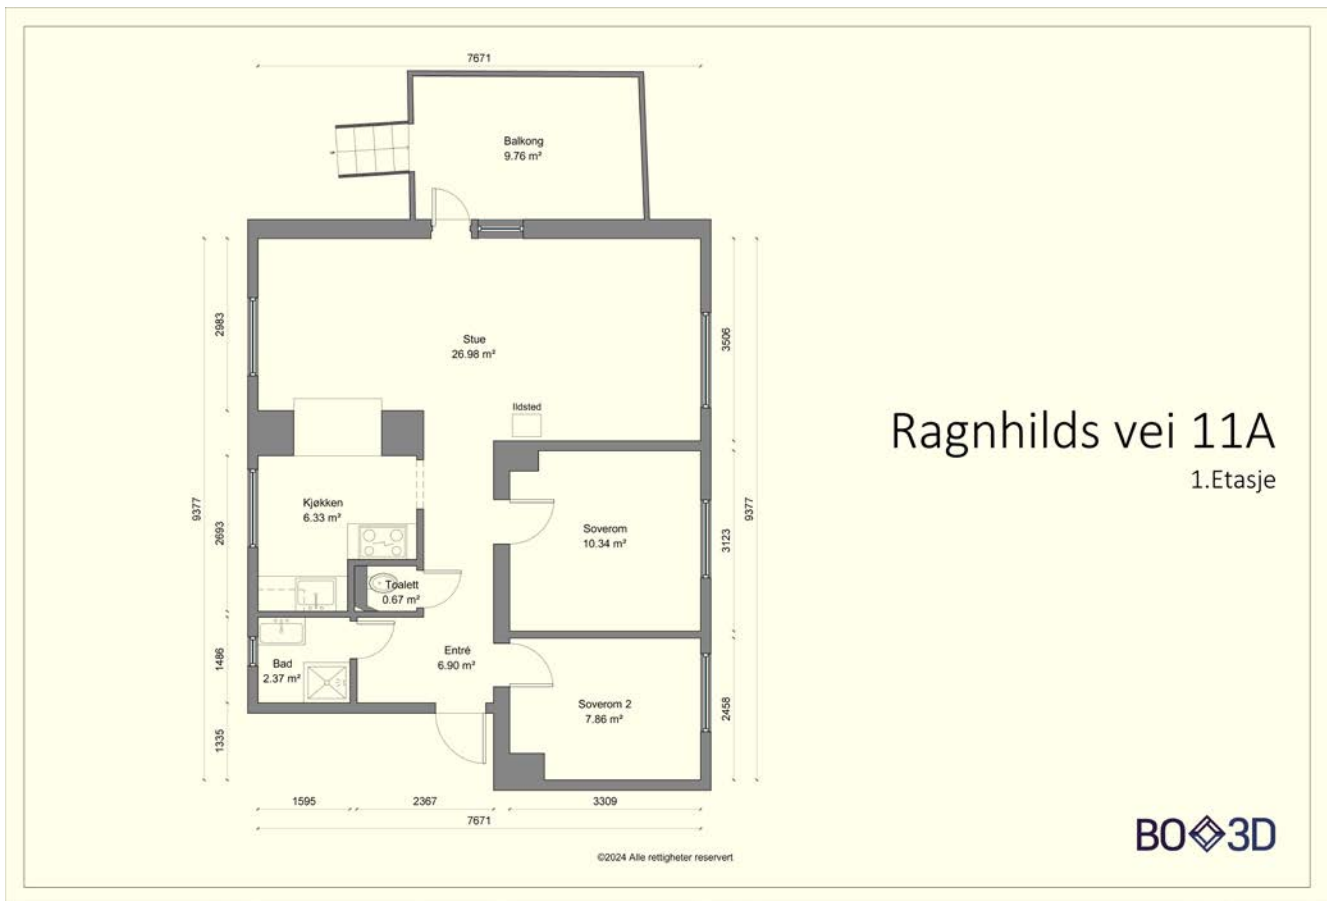 7671
Balkong
9.76 m²
Stue
26.98 m²
Ildsted
2983
9377
3506
9377
Ragnhilds vei 11A
1.Etasje
Kjøkken
6.33 m²
2693
Soverom
10.34 m²
3123
Toalett
0.67 m²
Entré
6.90 m²
Bad
2.37 m²
1486
Soverom 2
7.86 m²
2458
1335
1595
2367
3309
7671
BO 3D
©2024 Alle rettigheter reservert